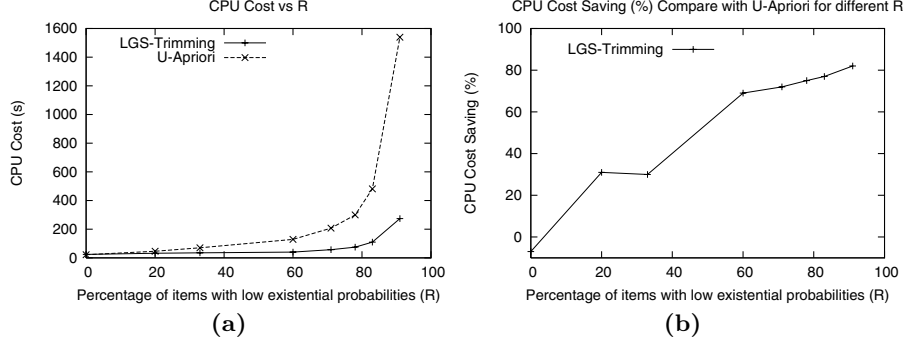 CPU Cost vs R
LGS-Trimming
U-Apriori
1600
1400
1200
1000
800
600
400
200
0
CPU Cost (s)
0 20 40 60 80 100
Percentage of items with low existential probabilities (R)
(a)
CPU Cost Saving (%) Compare with U-Apriori for different R
LGS-Trimming
100
80
60
40
20
0
CPU Cost Saving (%)
0 20 40 60 80 100
Percentage of items with low existential probabilities (R)
(b)